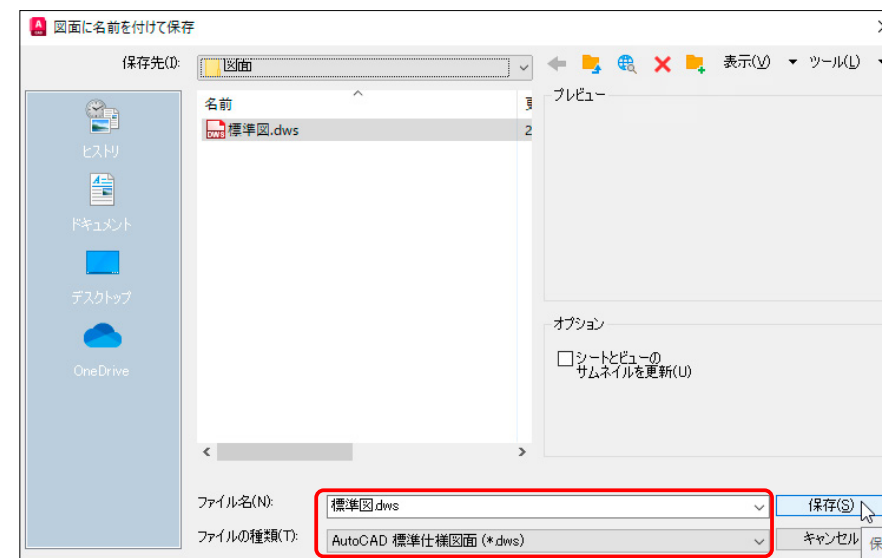 図面に名前を付けて保存
保存先(I):
図面
表示(V)
ツール(L)
名前
更
プレビュー
標準図.dws
2
ヒストリ
ドキュメント
デスクトップ
OneDrive
オプション
シートとビューの
サムネイルを更新(U)
ファイル名(N):
標準図.dws
保存(S)
ファイルの種類(T):
AutoCAD 標準仕様図面 (*.dws)
キャンセル
保